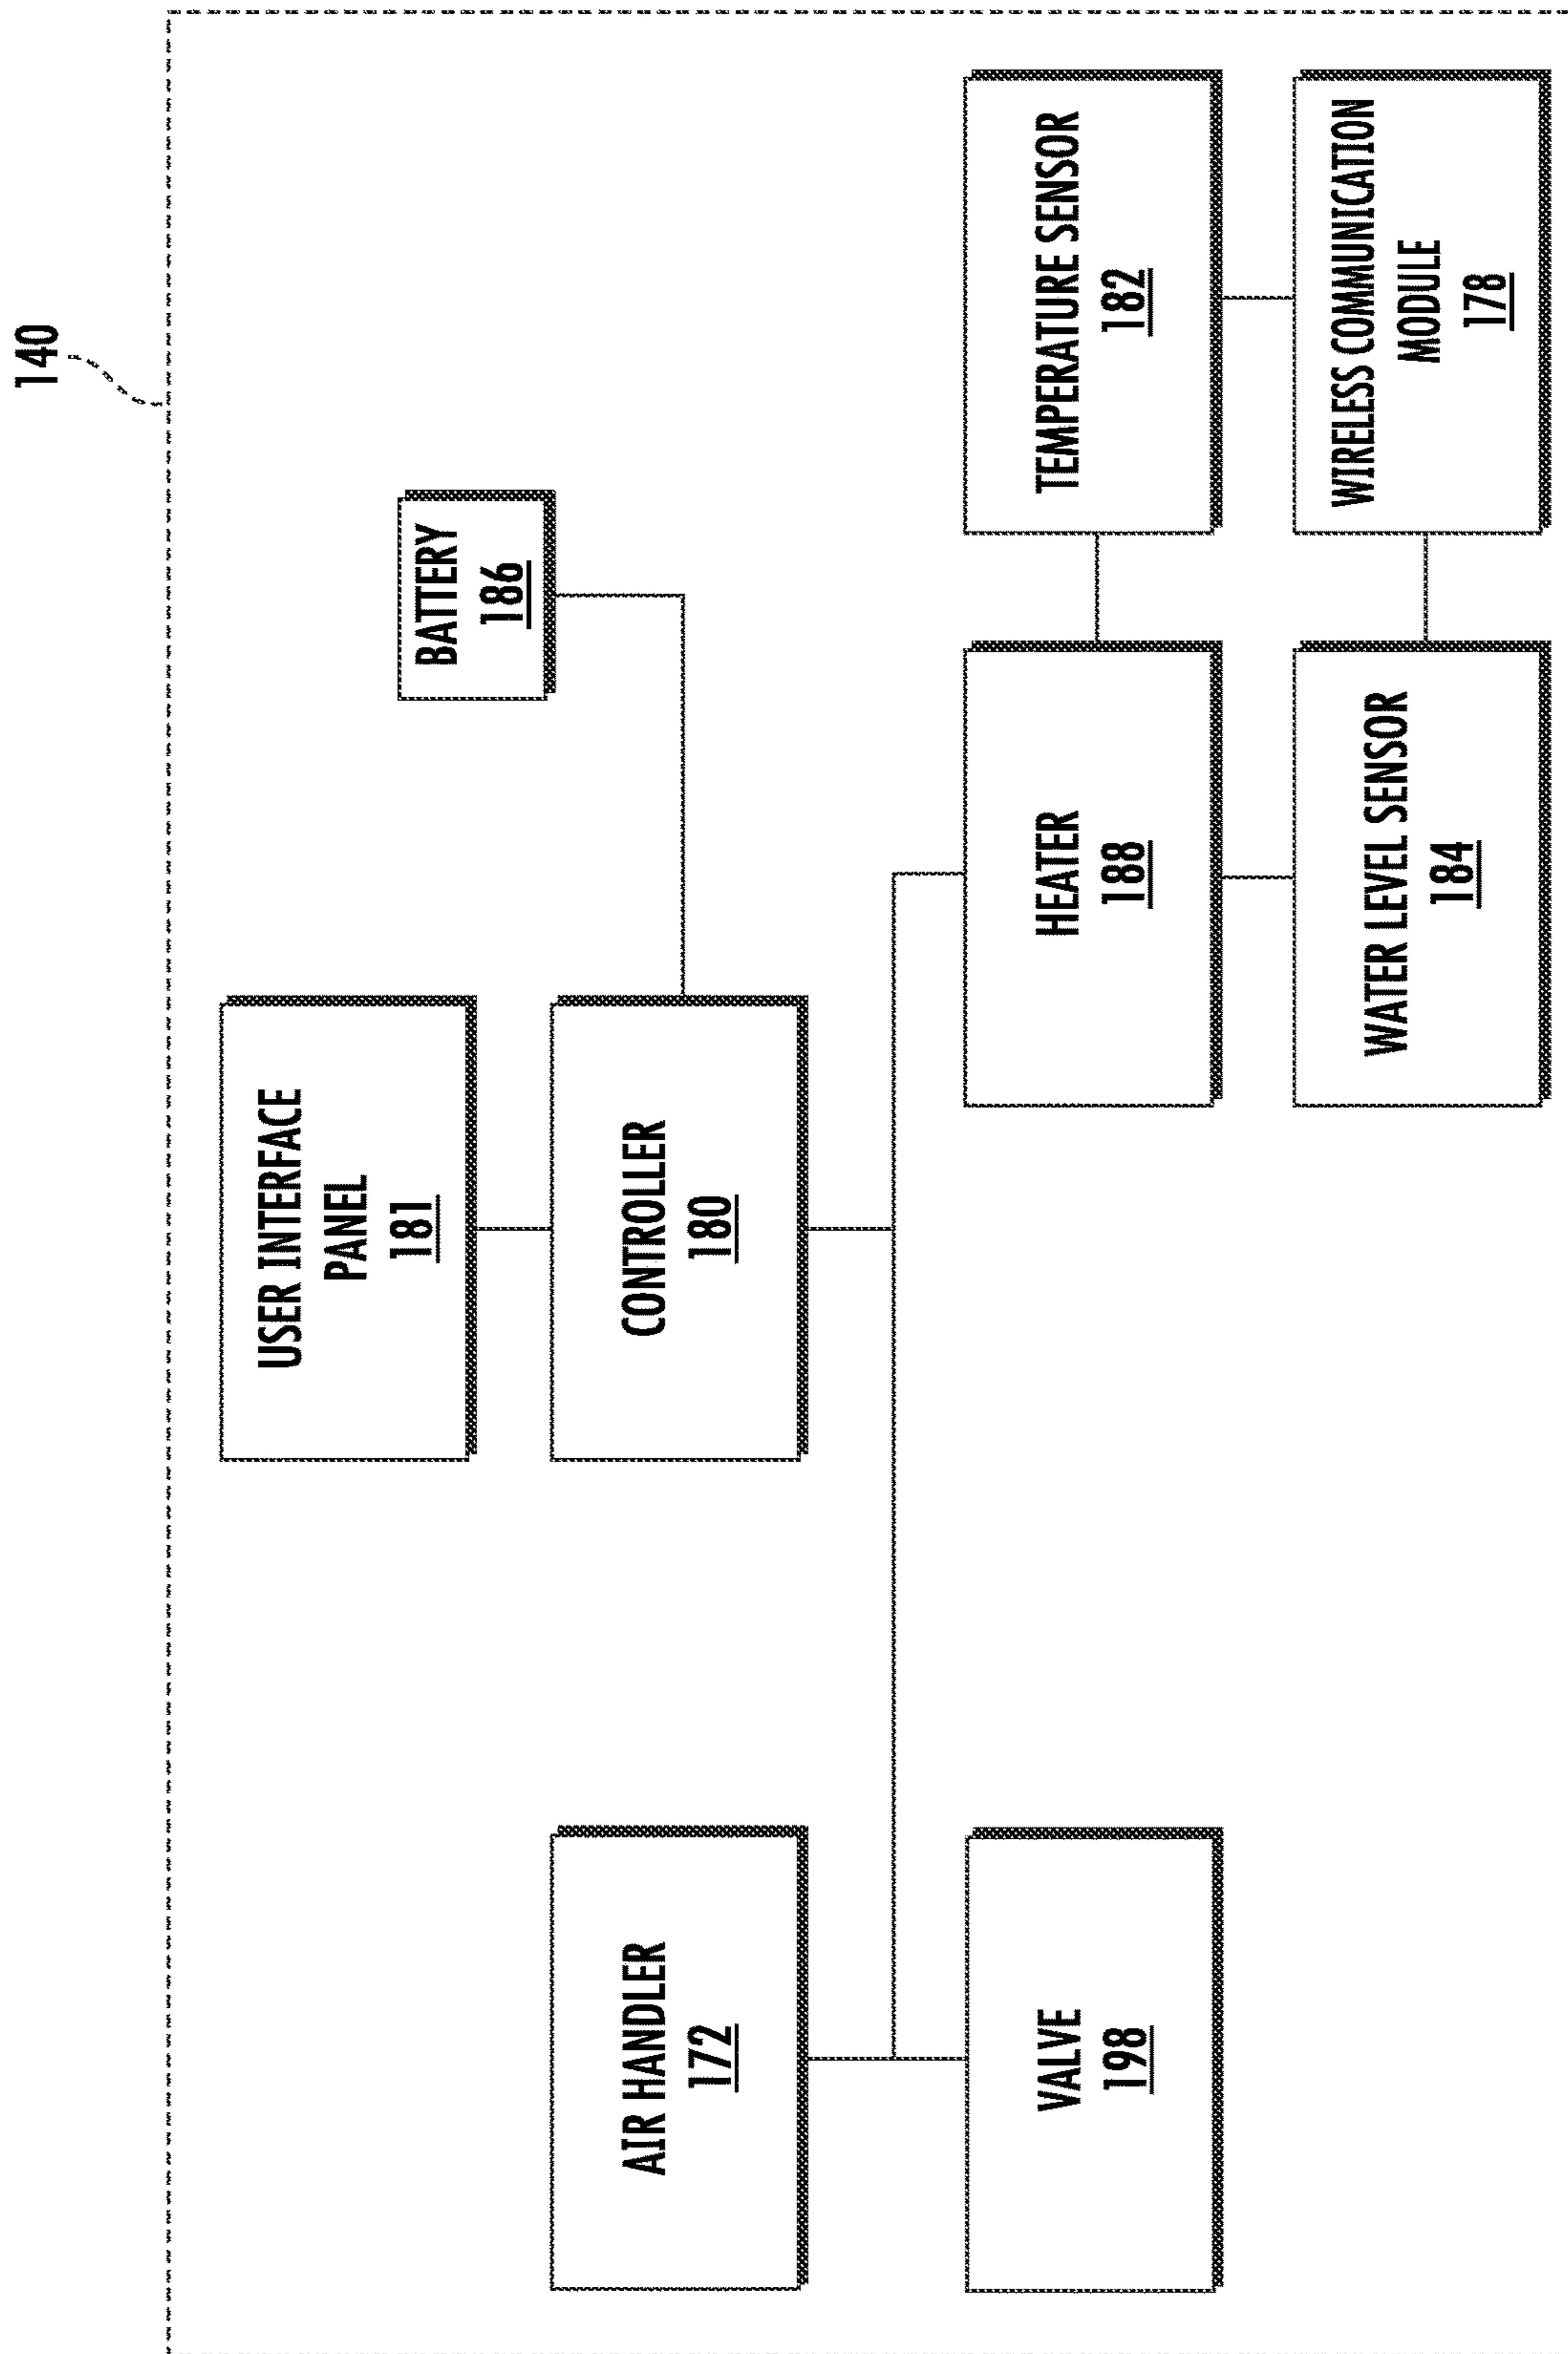 140
USER INTERFACE
PANEL
181
BATTERY
186
AIR HANDLER
172
CONTROLLER
180
VALVE
198
HEATER
188
TEMPERATURE SENSOR
182
WATER LEVEL SENSOR
184
WIRELESS COMMUNICATION
MODULE
178